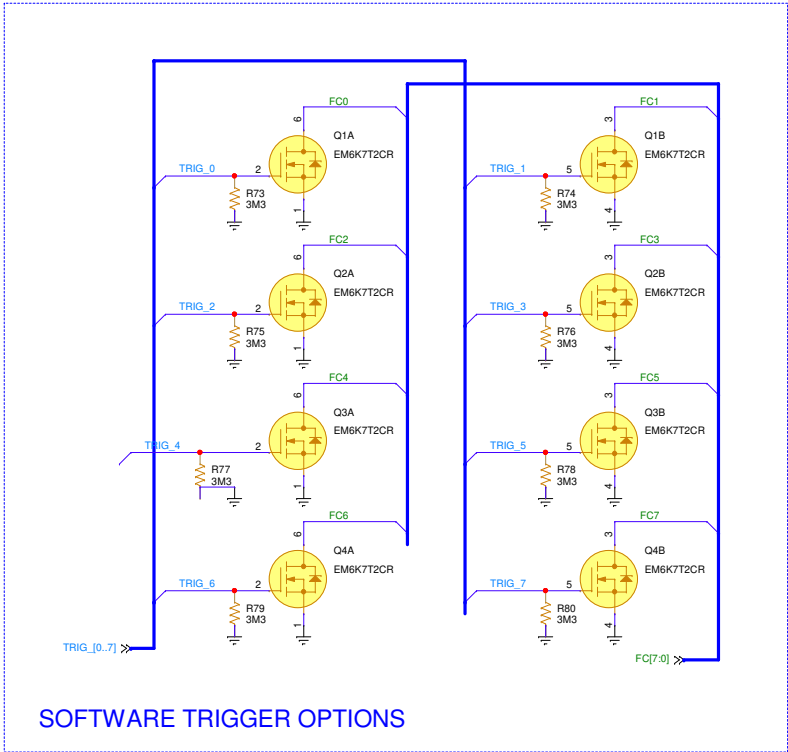 FC0
6
Q1A
EM6K7T2CR
TRIG_0
2
R73
3M3
1
FC1
3
Q1B
EM6K7T2CR
TRIG_1
5
R74
3M3
4
FC2
6
Q2A
EM6K7T2CR
TRIG_2
2
R75
3M3
1
FC3
3
Q2B
EM6K7T2CR
TRIG_3
5
R76
3M3
4
FC4
6
Q3A
EM6K7T2CR
TRIG_4
2
R77
3M3
1
FC5
3
Q3B
EM6K7T2CR
TRIG_5
5
R78
3M3
4
FC6
6
Q4A
EM6K7T2CR
TRIG_6
2
R79
3M3
1
FC7
3
Q4B
EM6K7T2CR
TRIG_7
5
R80
3M3
4
TRIG_[0..7]
FC[7:0]
SOFTWARE TRIGGER OPTIONS